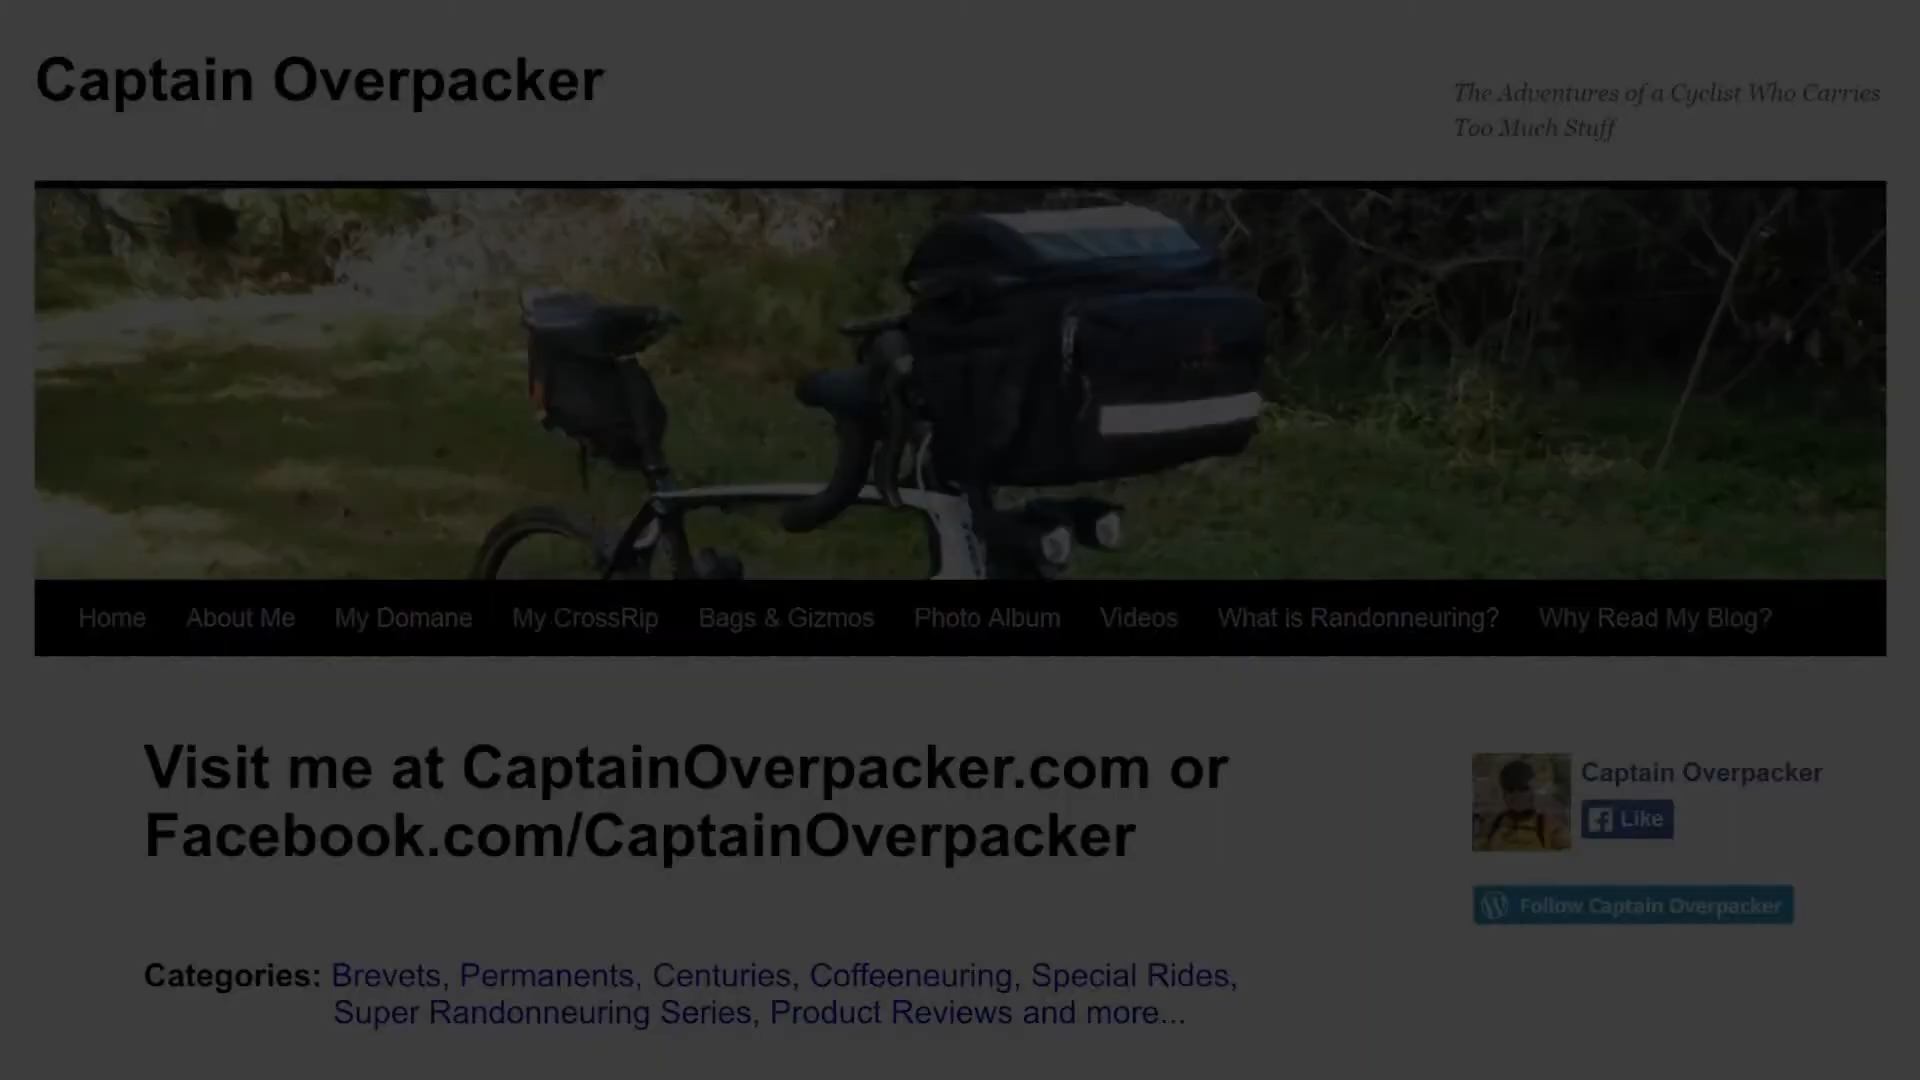 Captain Overpacker
The Adventures of a Cyclist Who Carries
Too Much Stuff
Home About Me My Domane My CrossRip Bags & Gizmos Photo Album Videos What is Randonneuring? Why Read My Blog?
Visit me at CaptainOverpacker.com or
Facebook.com/CaptainOverpacker
Captain Overpacker
Like
Follow Captain Overpacker
Categories: Brevets, Permanents, Centuries, Coffeeneuring, Special Rides,
Super Randonneuring Series, Product Reviews and more...